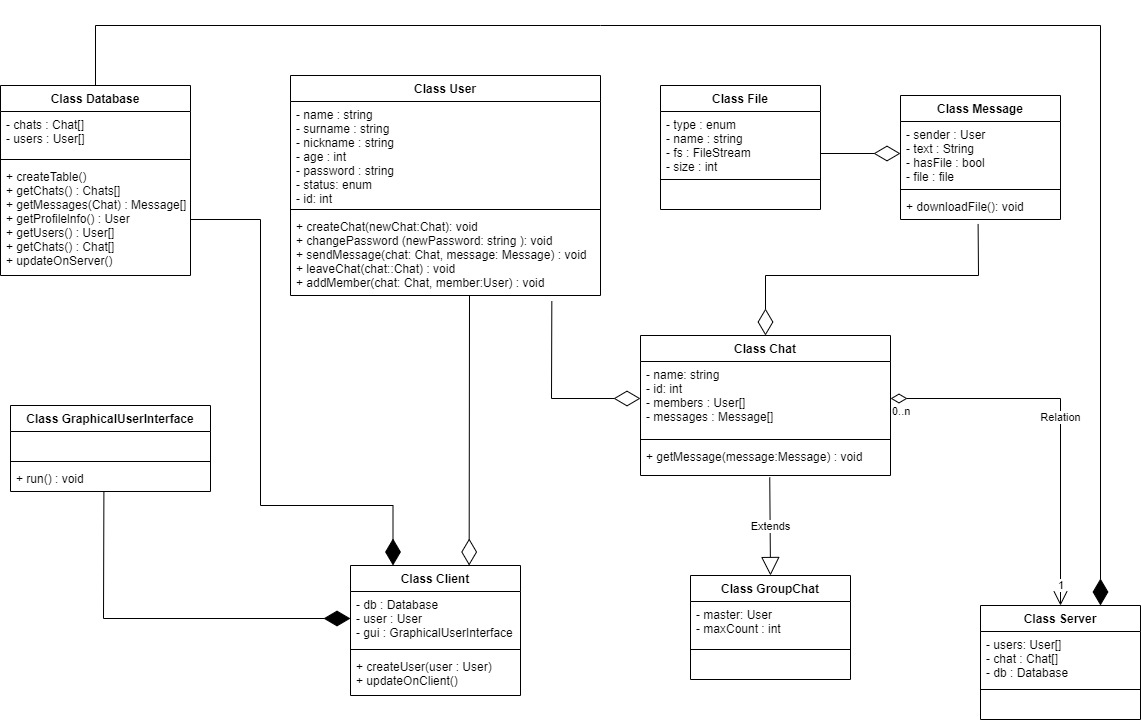 Class Database
- chats : Chat[]
- users : User[]
+ createTable()
+ getChats() : Chats[]
+ getMessages(Chat) : Message[]
+ getProfileInfo() : User
+ getUsers() : User[]
+ getChats() : Chat[]
+ updateOnServer()
Class User
- name : string
- surname : string
- nickname : string
- age : int
- password : string
- status: enum
- id: int
+ createChat(newChat:Chat): void
+ changePassword (newPassword: string ): void
+ sendMessage(chat: Chat, message: Message) : void
+ leaveChat(chat::Chat) : void
+ addMember(chat: Chat, member:User) : void
Class File
- type : enum
- name : string
- fs : FileStream
- size : int
Class Message
- sender : User
- text : String
- hasFile : bool
- file : file
+ downloadFile(): void
Class Chat
- name: string
- id: int
- members : User[]
- messages : Message[]
+ getMessage(message:Message) : void
0..n
Relation
1
Class GraphicalUserInterface
+ run() : void
Extends
Class Client
- db : Database
- user : User
- gui : GraphicalUserInterface
+ createUser(user : User)
+ updateOnClient()
Class GroupChat
- master: User
- maxCount : int
Class Server
- users: User[]
- chat : Chat[]
- db : Database